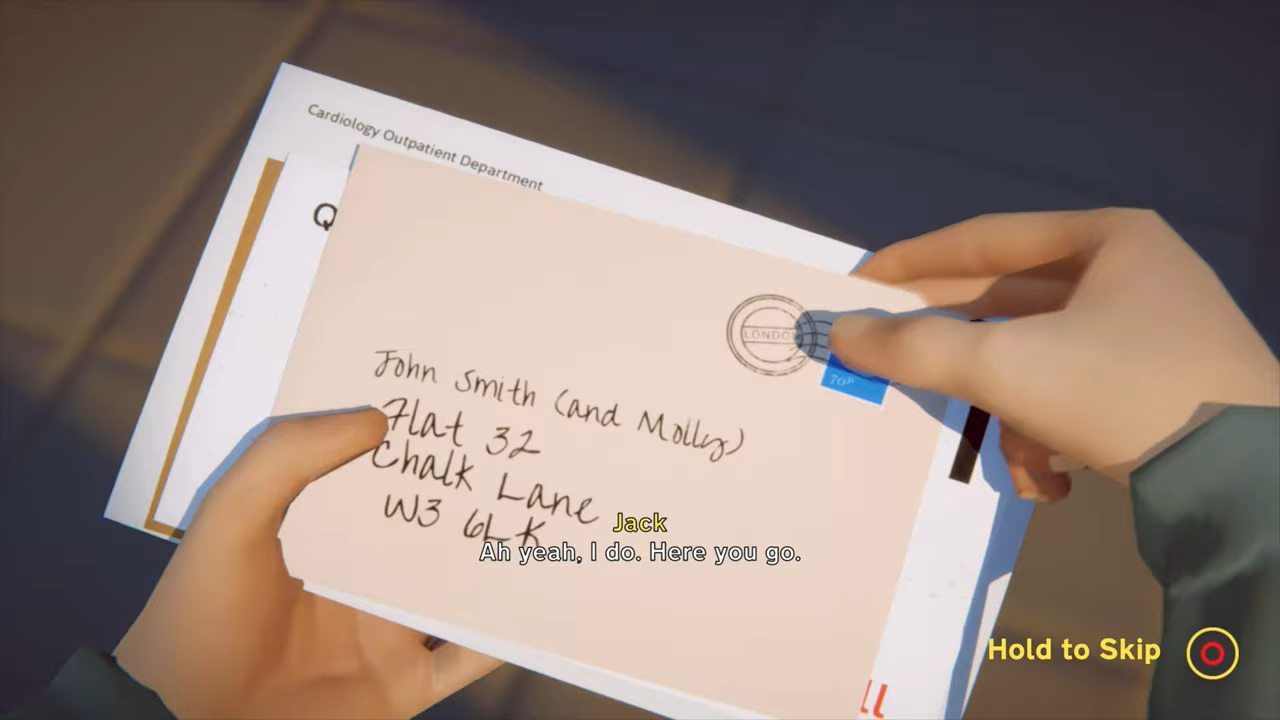 Cardiology Outpatient Department
Q
LONDON
TOP
John Smith (and Molly)
Flat 32
Chalk Lane
W3 6LK
Jack
Ah yeah, I do. Here you go.
Hold to Skip
LL